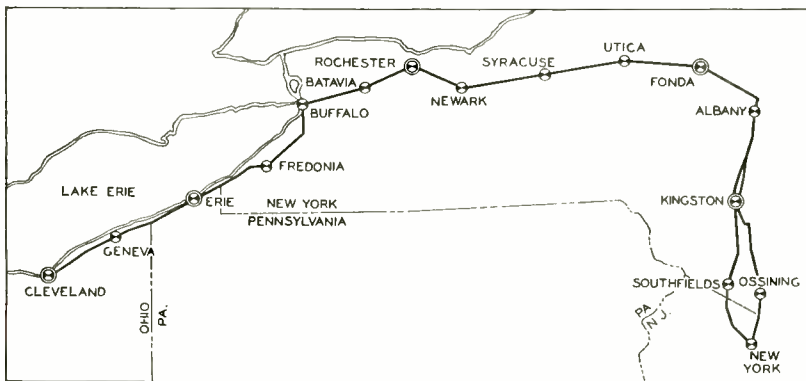 ROCHESTER
BATAVIA
SYRACUSE
UTICA
FONDA
NEWARK
BUFFALO
ALBANY
FREDONIA
LAKE ERIE
ERIE
NEW YORK
PENNSYLVANIA
KINGSTON
GENEVA
CLEVELAND
OHIO
PA.
SOUTHFIELDS
OSSINING
PA
N.J.
NEW
YORK